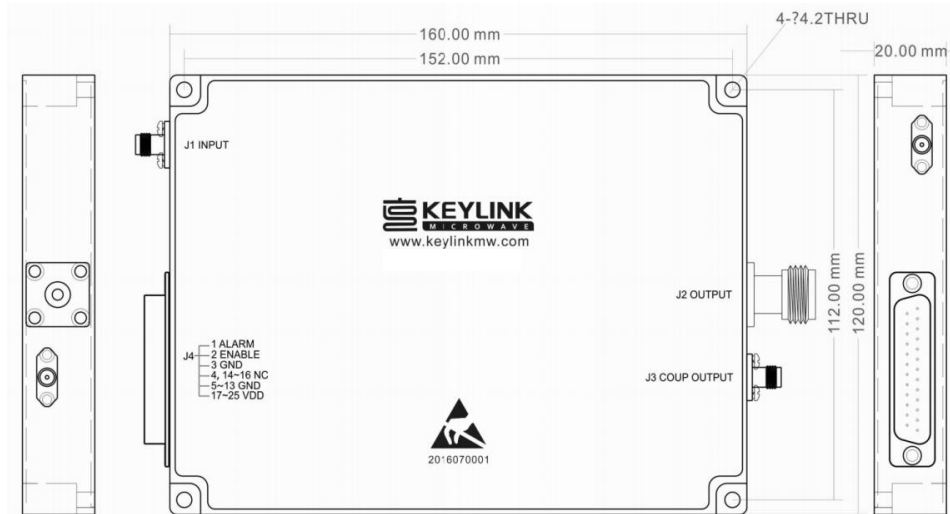 160.00 mm
152.00 mm
4-?4.2THRU
20.00 mm
J1 INPUT
KEYLINK
MICROWAVE
www.keylinkmw.com
J2 OUTPUT
112.00 mm
120.00 mm
J4
1 ALARM
2 ENABLE
3 GND
4, 14~16 NC
5~13 GND
17~25 VDD
J3 COUP OUTPUT
2016070001